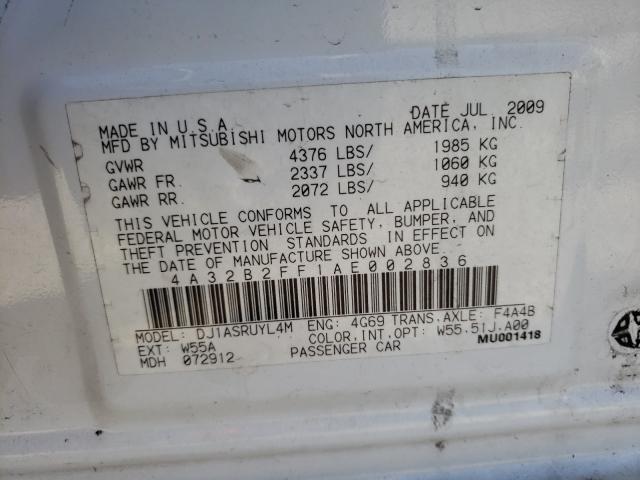 MADE IN U.S.A. DATE JUL 2009
MFD BY MITSUBISHI MOTORS NORTH AMERICA, INC.
GVWR 4376 LBS/ 1985 KG
GAWR FR. 2337 LBS/ 1060 KG
GAWR RR. 2072 LBS/ 940 KG
THIS VEHICLE CONFORMS TO ALL APPLICABLE
FEDERAL MOTOR VEHICLE SAFETY, BUMPER, AND
THEFT PREVENTION STANDARDS IN EFFECT ON
THE DATE OF MANUFACTURE SHOWN ABOVE.
4A32B2FF1AE002836
MODEL: DJ1ASRUYL4M ENG: 4G69 TRANS.AXLE: F4A4B
EXT: W55A COLOR,INT,OPT: W55.51J.A00
MDH 072912 PASSENGER CAR MU001418